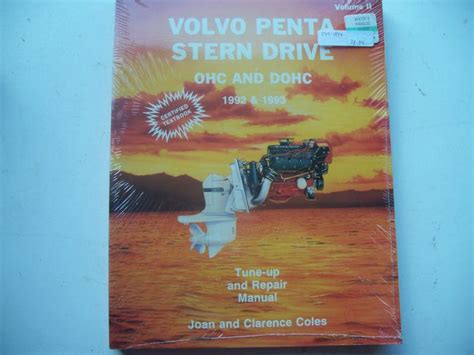 Volume II
VOLVO PENTA
STERN DRIVE
OHC AND DOHC
1992 & 1993
CERTIFIED
TEXTBOOK
Tune-up
and Repair
Manual
Joan and Clarence Coles